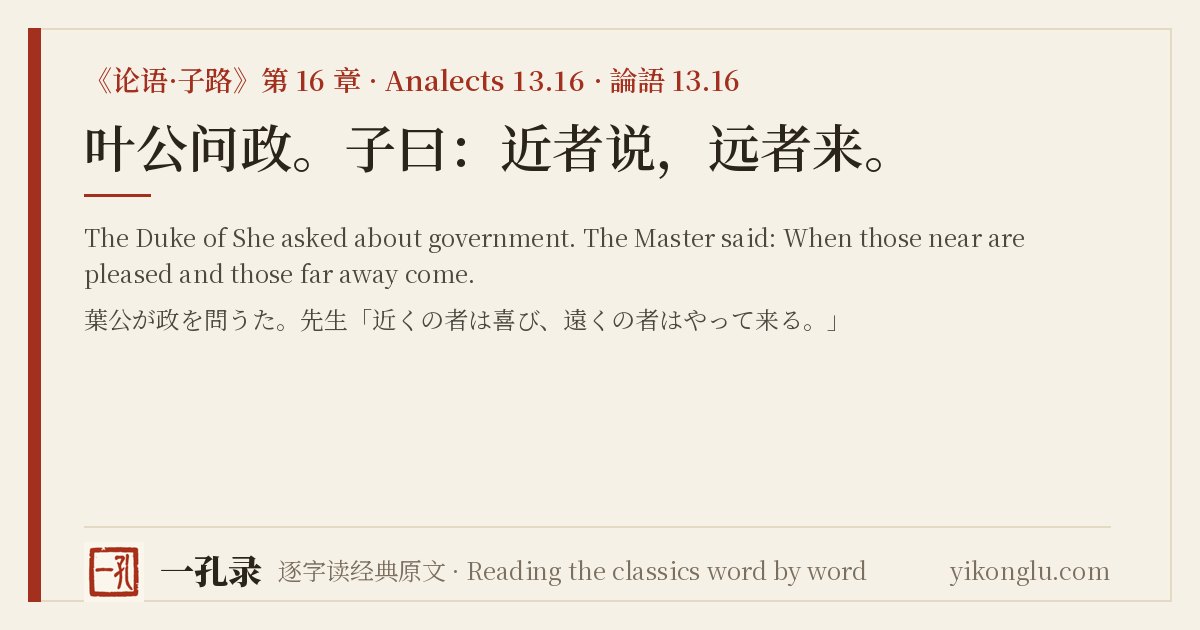 《论语·子路》第 16 章 · Analects 13.16 · 論語 13.16
叶公问政。子曰：近者说，远者来。
The Duke of She asked about government. The Master said: When those near are
pleased and those far away come.
葉公が政を問うた。先生「近くの者は喜び、遠くの者はやって来る。」
一孔
一孔录 逐字读经典原文 · Reading the classics word by word yikonglu.com